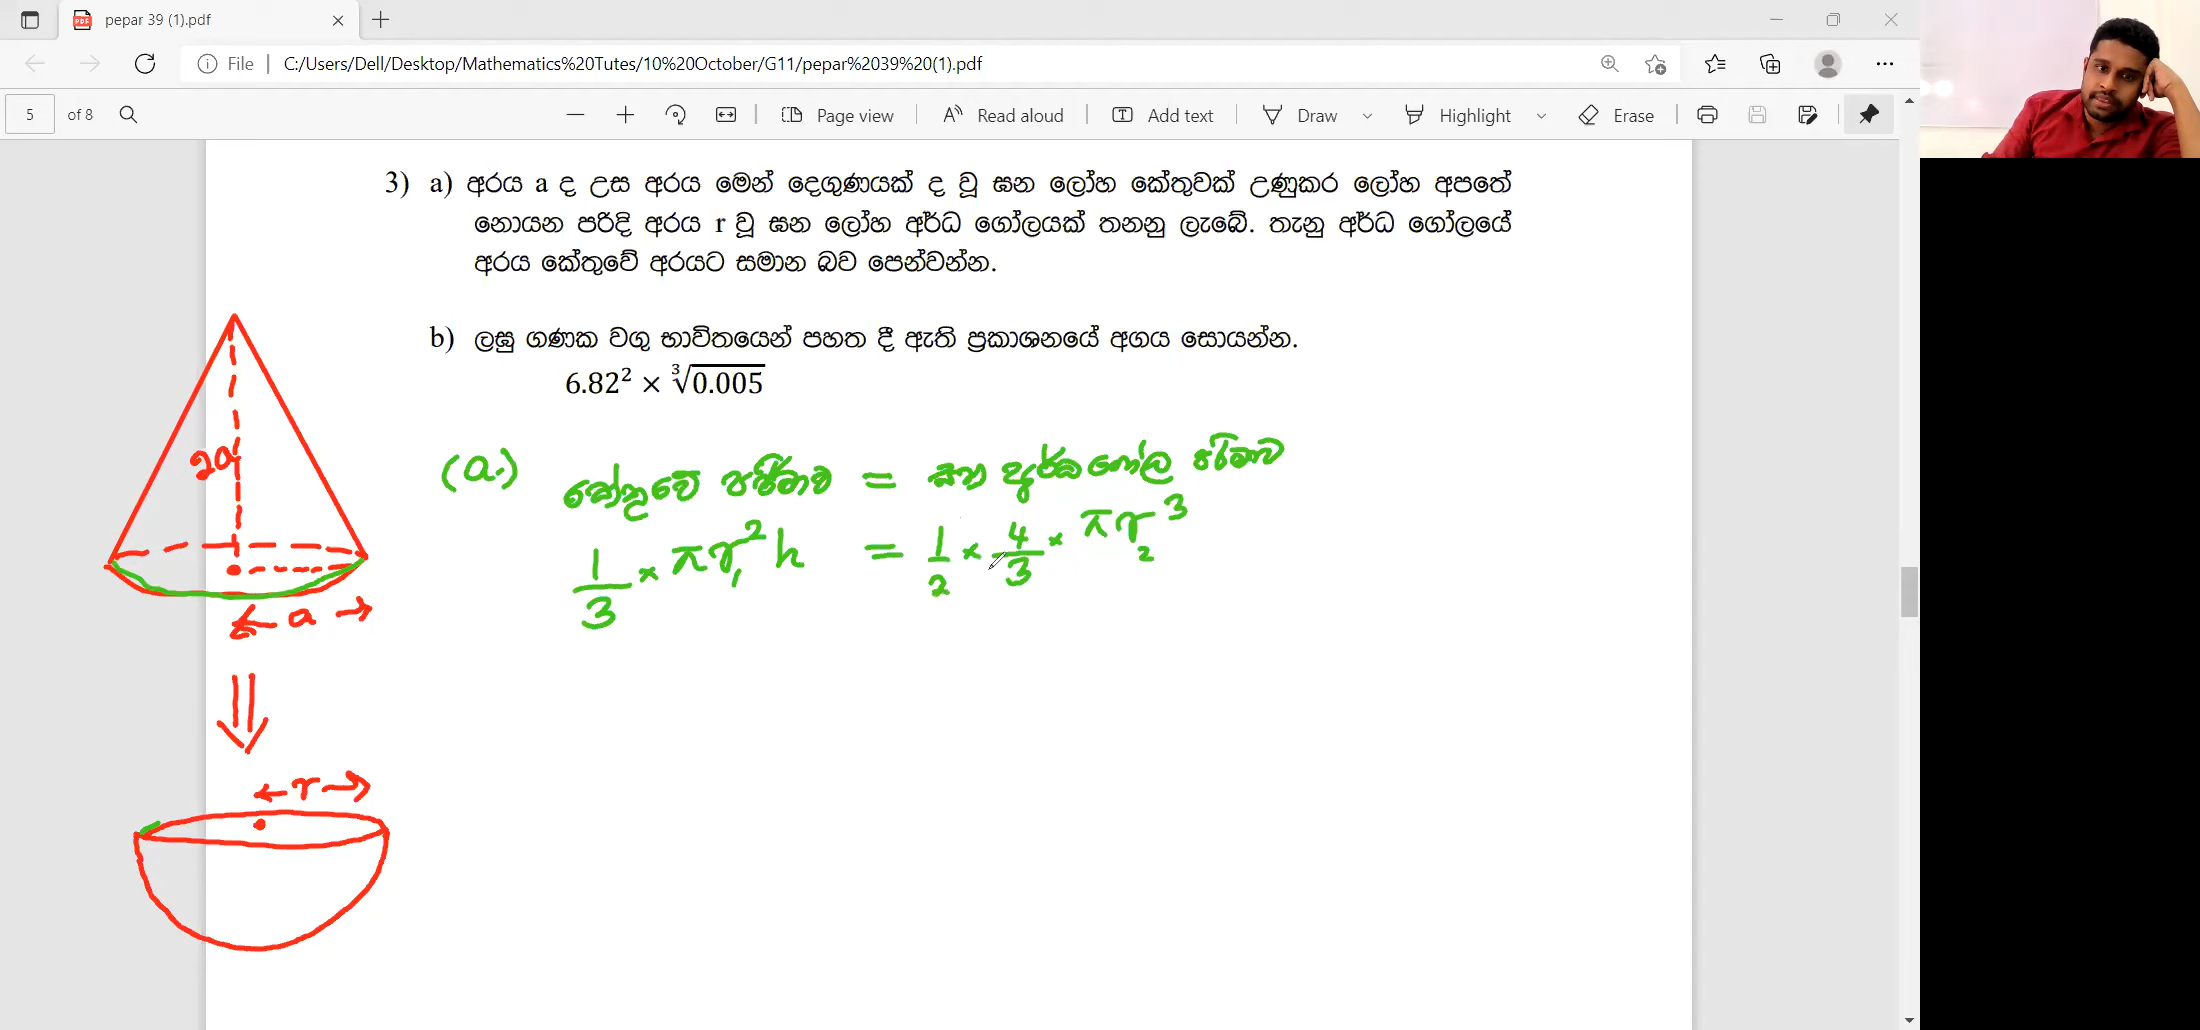 pepar 39 (1).pdf
File | C:/Users/Dell/Desktop/Mathematics%20Tutes/10%20October/G11/pepar%2039%20(1).pdf
5 of 8 Page view Read aloud Add text Draw Highlight Erase
3) a) අරය a ද උස අරය මෙන් දෙගුණයක් ද වූ ඝන ලෝහ කේතුවක් උණුකර ලෝහ අපතේ
නොයන පරිදි අරය r වූ ඝන ලෝහ අර්ධ ගෝලයක් තනනු ලැබේ. තැනූ අර්ධ ගෝලයේ
අරය කේතුවේ අරයට සමාන බව පෙන්වන්න.
b) ලඝු ගණක වගු භාවිතයෙන් පහත දී ඇති ප්‍රකාශනයේ අගය සොයන්න.
6.82² × ∛0.005
(a.) කේතුවේ පරිමාව = ඝන අර්ධ ගෝල පරිමාව
1/3 × πr₁²h = 1/2 × 4/3 × πr₂³
2a
a
r